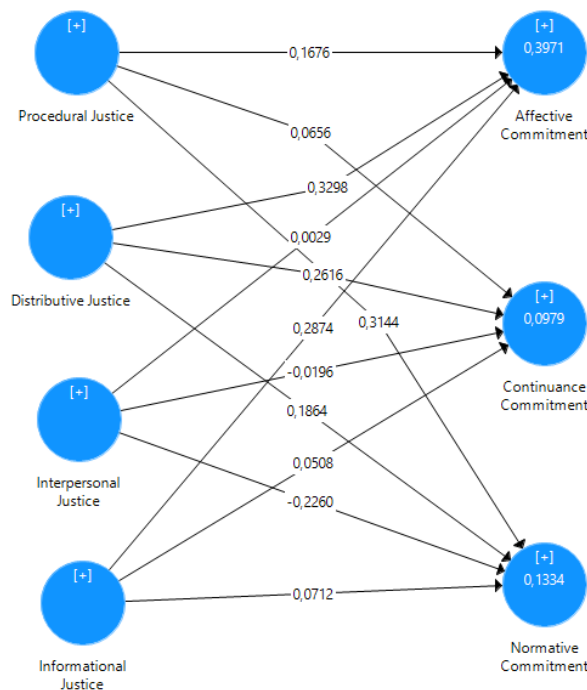 [+]
Procedural Justice
[+]
Distributive Justice
[+]
Interpersonal
Justice
[+]
Informational
Justice
0,1676
0,0656
0,3298
0,0029
0,2616
0,3144
0,2874
-0,0196
0,1864
0,0508
-0,2260
0,0712
[+]
0,3971
Affective
Commitment
[+]
0,0979
Continuance
Commitment
[+]
0,1334
Normative
Commitment